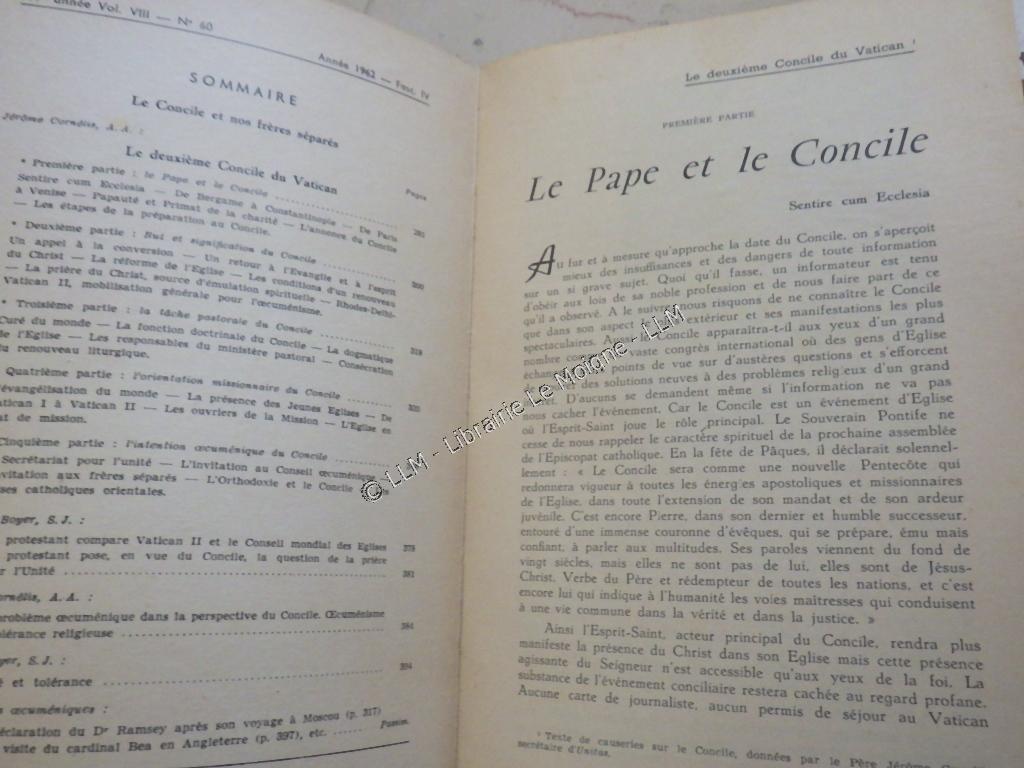 année Vol. VIII — N° 60
Année 1962 — Fasc. IV
SOMMAIRE
Le Concile et nos frères séparés
Jérôme Cornélis, A. A. :
Le deuxième Concile du Vatican
Pages
• Première partie : le Pape et le Concile
Sentire cum Ecclesia — De Bergame à Constantinople — De Paris
à Venise — Papauté et Primat de la charité — L'annonce du Concile
— Les étapes de la préparation au Concile.
• Deuxième partie : But et signification du Concile
Un appel à la conversion — Un retour à l'Evangile et à l'esprit
du Christ — La réforme de l'Eglise — Les conditions d'un renouveau
— La prière du Christ, source d'émulation spirituelle — Rhodes-Delhi-
Vatican II, mobilisation générale pour l'œcuménisme.
• Troisième partie : la tâche pastorale du Concile
Curé du monde — La fonction doctrinale du Concile — La dogmatique
de l'Eglise — Les responsables du ministère pastoral — Consécration
du renouveau liturgique.
Quatrième partie : l'orientation missionnaire du Concile
évangélisation du monde — La présence des Jeunes Eglises — De
Vatican I à Vatican II — Les ouvriers de la Mission — L'Eglise en
de mission.
Cinquième partie : l'intention œcuménique du Concile
Secrétariat pour l'unité — L'Invitation au Conseil œcuménique
aux frères séparés — L'Orthodoxie et le Concile
catholiques orientales.
Boyer, S. J. :
protestant compare Vatican II et le Conseil mondial des Eglises 379
protestant pose, en vue du Concile, la question de la prière
l'Unité 381
Cornélis, A. A. :
problème œcuménique dans la perspective du Concile. Œcuménisme
tolérance religieuse 384
Boyer, S. J. :
et tolérance 394
œcuméniques :
déclaration du Dr Ramsey après son voyage à Moscou (p. 317)
visite du cardinal Bea en Angleterre (p. 397), etc. Passim.
Le deuxième Concile du Vatican ¹
PREMIÈRE PARTIE
Le Pape et le Concile
Sentire cum Ecclesia
Au fur et à mesure qu'approche la date du Concile, on s'aperçoit
mieux des insuffisances et des dangers de toute information
sur un si grave sujet. Quoi qu'il fasse, un informateur est tenu
d'obéir aux lois de sa noble profession et de nous faire part de ce
qu'il a observé. A le suivre, nous risquons de ne connaître le Concile
que dans son aspect le plus extérieur et ses manifestations les plus
spectaculaires. Aussi le Concile apparaîtra-t-il aux yeux d'un grand
nombre comme un vaste congrès international où des gens d'Eglise
échangent des points de vue sur d'austères questions et s'efforcent
de des solutions neuves à des problèmes religieux d'un grand
intérêt. D'aucuns se demandent même si l'information ne va pas
nous cacher l'événement. Car le Concile est un événement d'Eglise
où l'Esprit-Saint joue le rôle principal. Le Souverain Pontife ne
cesse de nous rappeler le caractère spirituel de la prochaine assemblée
de l'Episcopat catholique. En la fête de Pâques, il déclarait solennel-
lement : « Le Concile sera comme une nouvelle Pentecôte qui
redonnera vigueur à toutes les énergies apostoliques et missionnaires
de l'Eglise, dans toute l'extension de son mandat et de son ardeur
juvénile. C'est encore Pierre, dans son dernier et humble successeur,
entouré d'une immense couronne d'évêques, qui se prépare, ému mais
confiant, à parler aux multitudes. Ses paroles viennent du fond de
vingt siècles, mais elles ne sont pas de lui, elles sont de Jésus-
Christ, Verbe du Père et rédempteur de toutes les nations, et c'est
encore lui qui indique à l'humanité les voies maîtresses qui conduisent
à une vie commune dans la vérité et dans la justice. »
Ainsi l'Esprit-Saint, acteur principal du Concile, rendra plus
manifeste la présence du Christ dans son Eglise mais cette présence
agissante du Seigneur n'est accessible qu'aux yeux de la foi. La
substance de l'événement conciliaire restera cachée au regard profane.
Aucune carte de journaliste, aucun permis de séjour au Vatican
¹ Texte de causeries sur le Concile, données par le Père Jérôme
secrétaire d'Unitas.
© LLM - Librairie Le Moigne - LLM